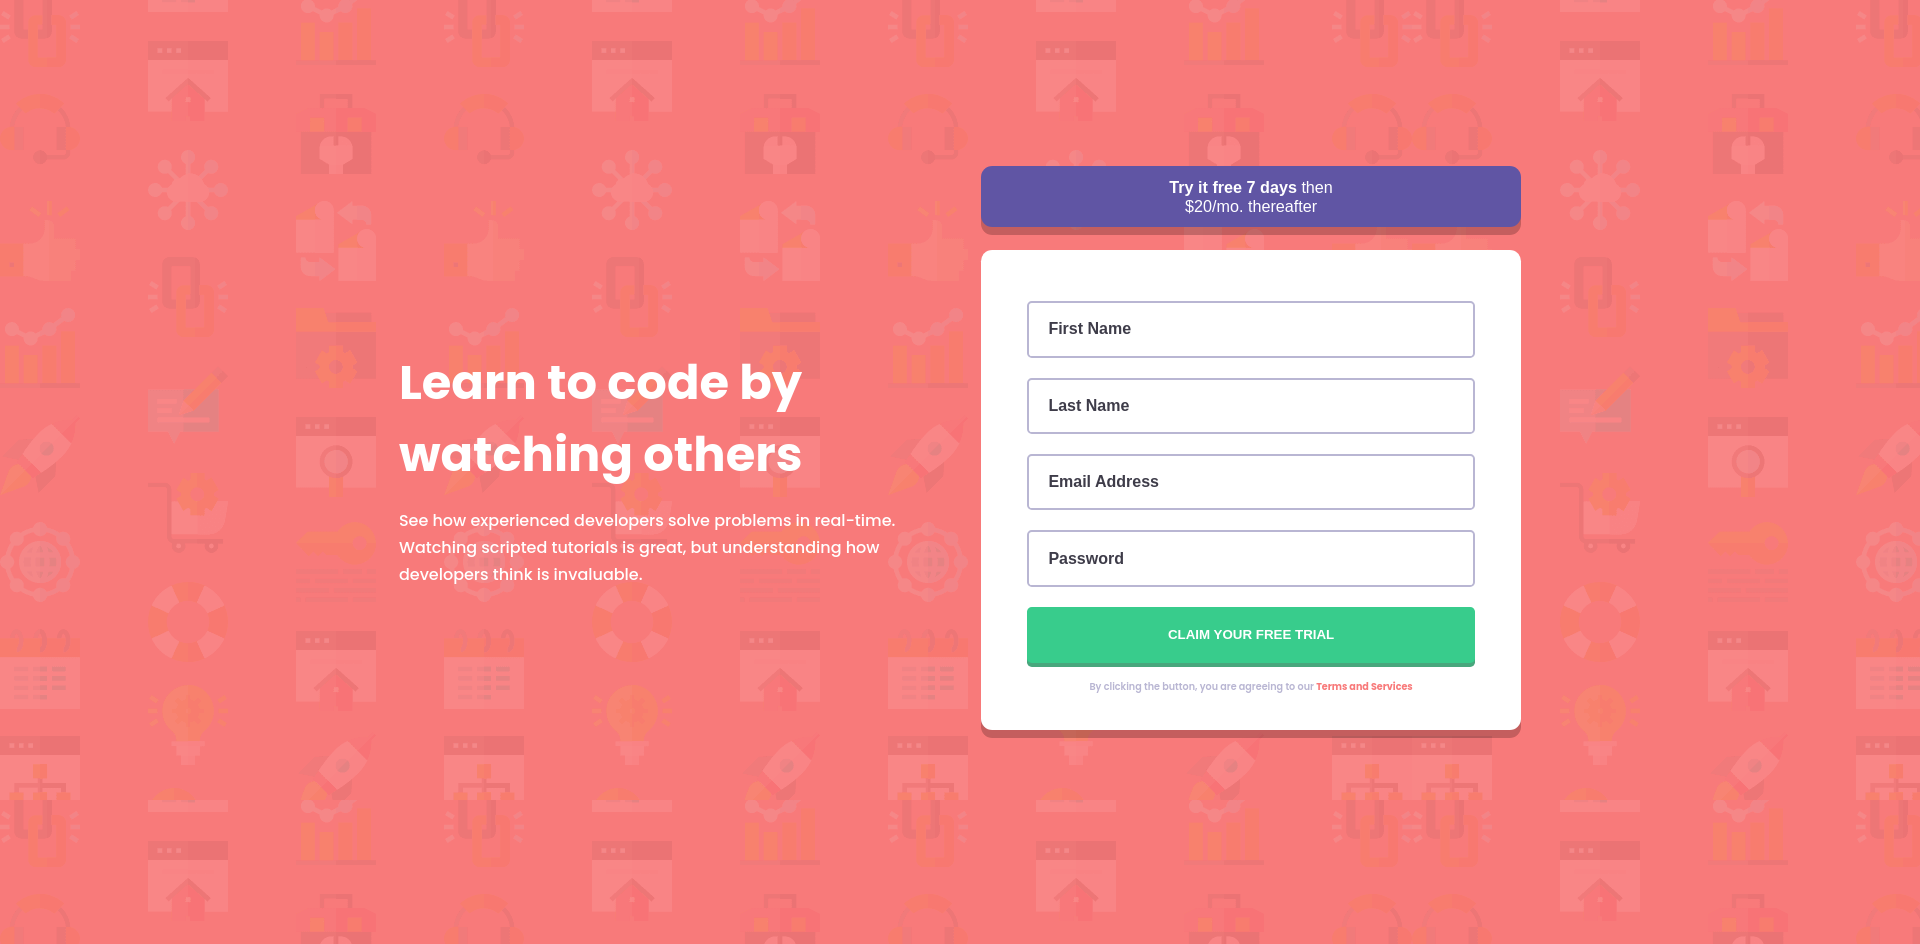 Learn to code by
watching others
See how experienced developers solve problems in real-time.
Watching scripted tutorials is great, but understanding how
developers think is invaluable.
Try it free 7 days then
$20/mo. thereafter
First Name
Last Name
Email Address
Password
CLAIM YOUR FREE TRIAL
By clicking the button, you are agreeing to our Terms and Services